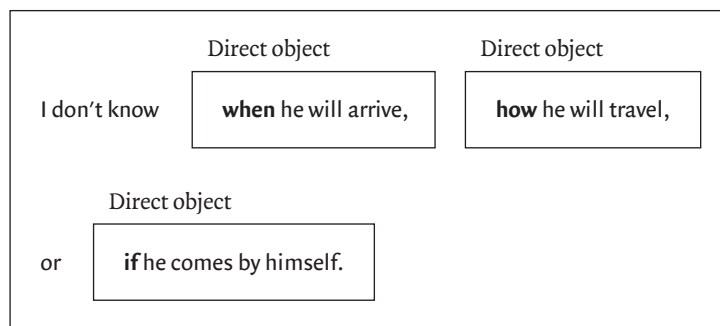 Direct object Direct object
I don't know when he will arrive, how he will travel,
Direct object
or if he comes by himself.